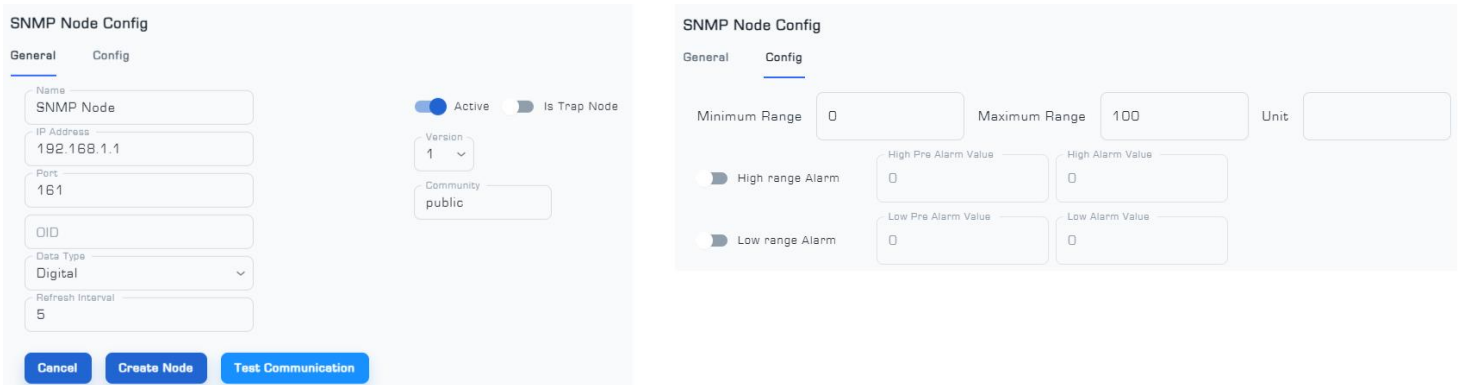 SNMP Node Config
General Config
Name
SNMP Node
IP Address
192.168.1.1
Port
161
OID
Data Type
Digital
Refresh Interval
5
Active Is Trap Node
Version
1
Community
public
Cancel Create Node Test Communication
SNMP Node Config
General Config
Minimum Range 0 Maximum Range 100 Unit
High range Alarm
High Pre Alarm Value
0
High Alarm Value
0
Low range Alarm
Low Pre Alarm Value
0
Low Alarm Value
0